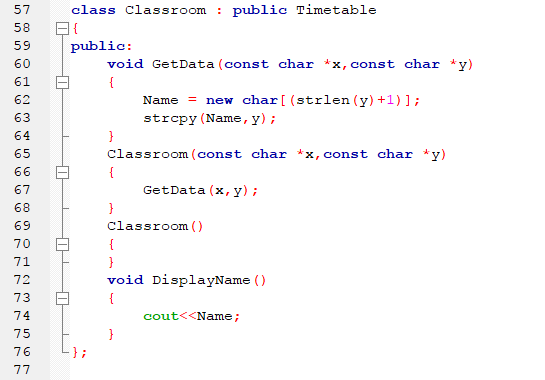 57 class Classroom : public Timetable
58 {
59 public:
60 void GetData(const char *x,const char *y)
61 {
62 Name = new char[(strlen(y)+1)];
63 strcpy(Name,y);
64 }
65 Classroom(const char *x,const char *y)
66 {
67 GetData(x,y);
68 }
69 Classroom()
70 {
71 }
72 void DisplayName()
73 {
74 cout<<Name;
75 }
76 };
77